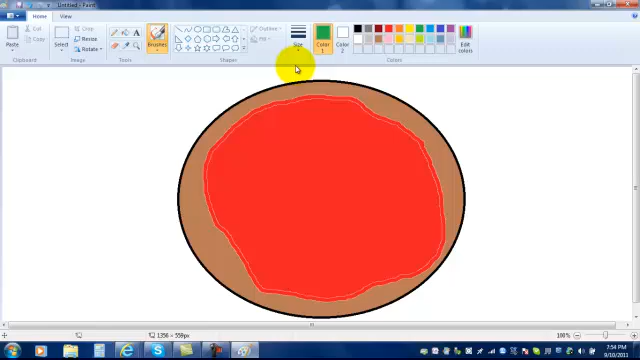 Untitled - Paint
Home
View
Paste
Cut
Copy
Clipboard
Select
Crop
Resize
Rotate
Image
Tools
Brushes
Shapes
Outline
Fill
Size
Color
1
Color
2
Colors
Edit
colors
1356 × 559px
100%
7:54 PM
9/10/2011